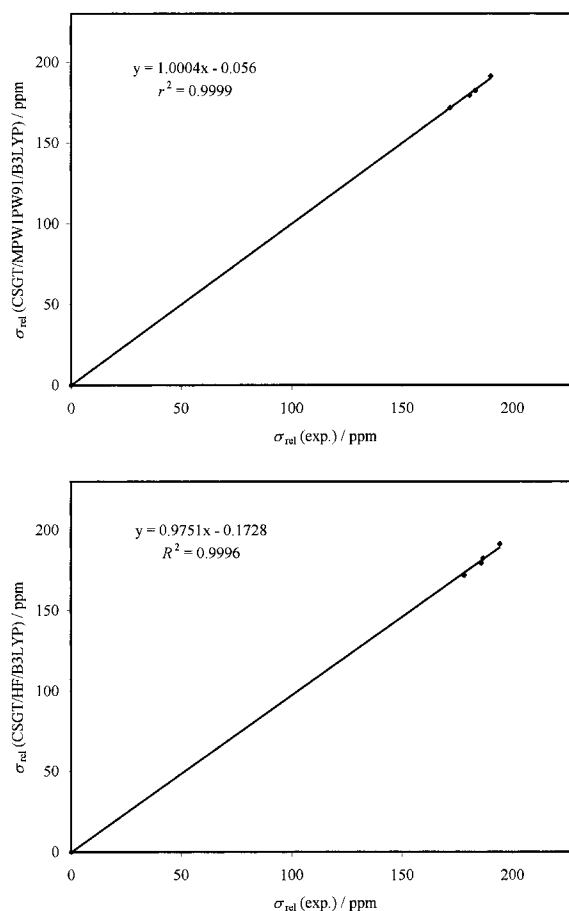 y = 1.0004x - 0.056
r² = 0.9999
σrel (CSGT/MPW1PW91/B3LYP) / ppm
200
150
100
50
0
0 50 100 150 200
σrel (exp.) / ppm
y = 0.9751x - 0.1728
R² = 0.9996
σrel (CSGT/HF/B3LYP) / ppm
200
150
100
50
0
0 50 100 150 200
σrel (exp.) / ppm